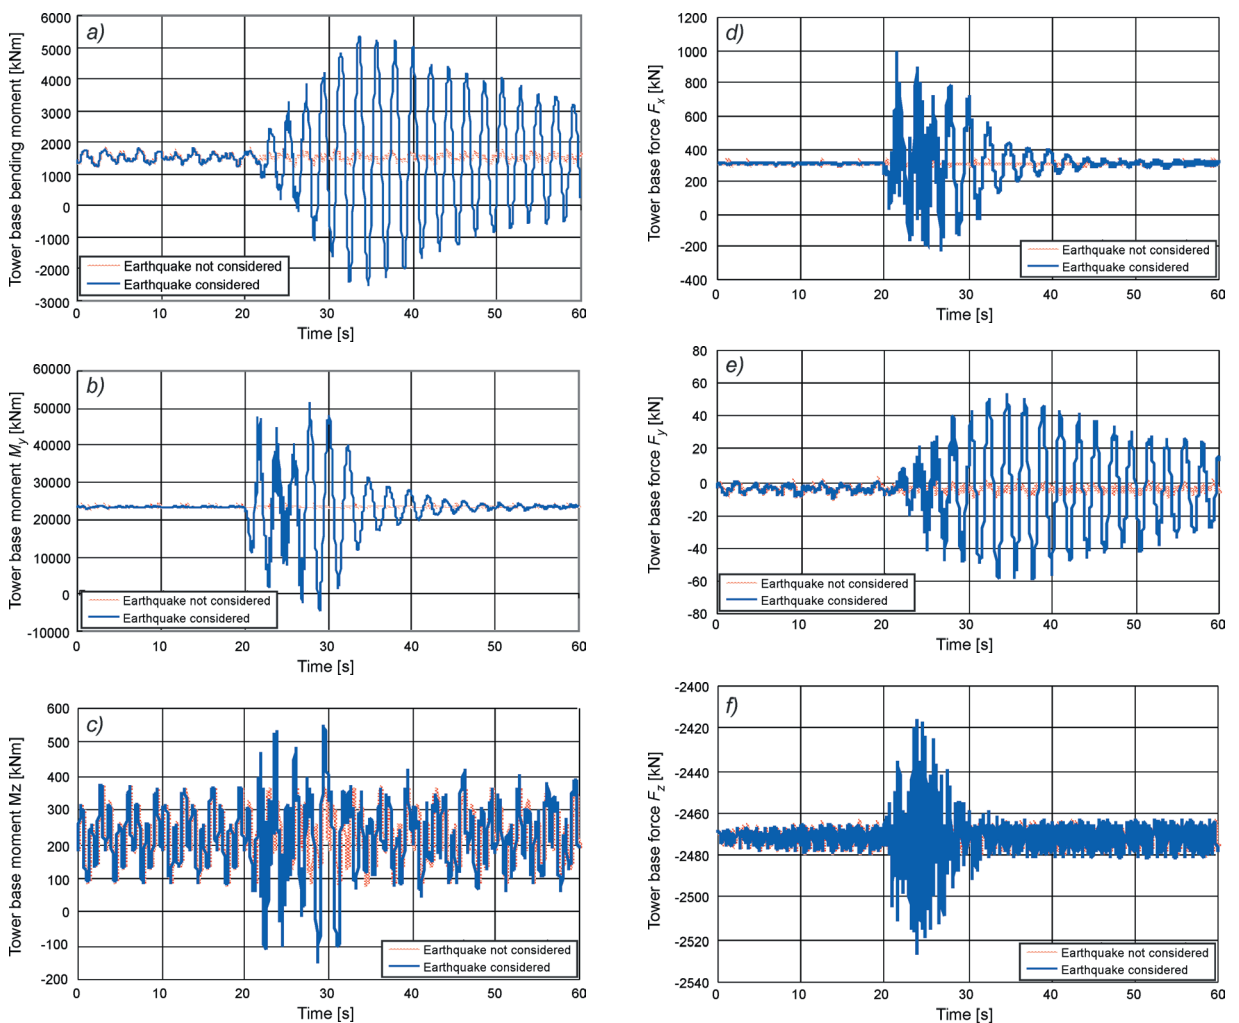 a)
Tower base bending moment [kNm]
6000
5000
4000
3000
2000
1000
0
-1000
-2000
-3000
Earthquake not considered
Earthquake considered
0 10 20 30 40 50 60
Time [s]
b)
Tower base moment My [kNm]
60000
50000
40000
30000
20000
10000
0
-10000
Earthquake not considered
Earthquake considered
0 10 20 30 40 50 60
Time [s]
c)
Tower base moment Mz [kNm]
600
500
400
300
200
100
0
-100
-200
Earthquake not considered
Earthquake considered
0 10 20 30 40 50 60
Time [s]
d)
Tower base force Fx [kN]
1200
1000
800
600
400
200
0
-200
-400
Earthquake not considered
Earthquake considered
0 10 20 30 40 50 60
Time [s]
e)
Tower base force Fy [kN]
80
60
40
20
0
-20
-40
-60
-80
Earthquake not considered
Earthquake considered
0 10 20 30 40 50 60
Time [s]
f)
Tower base force Fz [kN]
-2400
-2420
-2440
-2460
-2480
-2500
-2520
-2540
Earthquake not considered
Earthquake considered
0 10 20 30 40 50 60
Time [s]